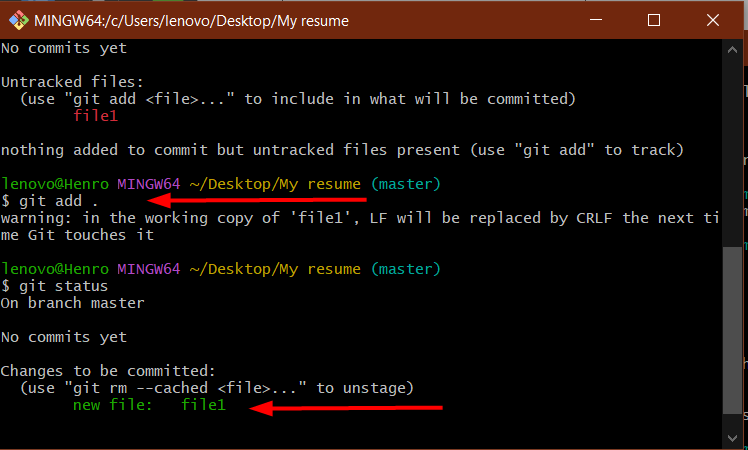 MINGW64:/c/Users/lenovo/Desktop/My resume
No commits yet
Untracked files:
(use "git add <file>..." to include in what will be committed)
file1
nothing added to commit but untracked files present (use "git add" to track)
lenovo@Henro MINGW64 ~/Desktop/My resume (master)
$ git add .
warning: in the working copy of 'file1', LF will be replaced by CRLF the next ti
me Git touches it
lenovo@Henro MINGW64 ~/Desktop/My resume (master)
$ git status
On branch master
No commits yet
Changes to be committed:
(use "git rm --cached <file>..." to unstage)
new file:   file1